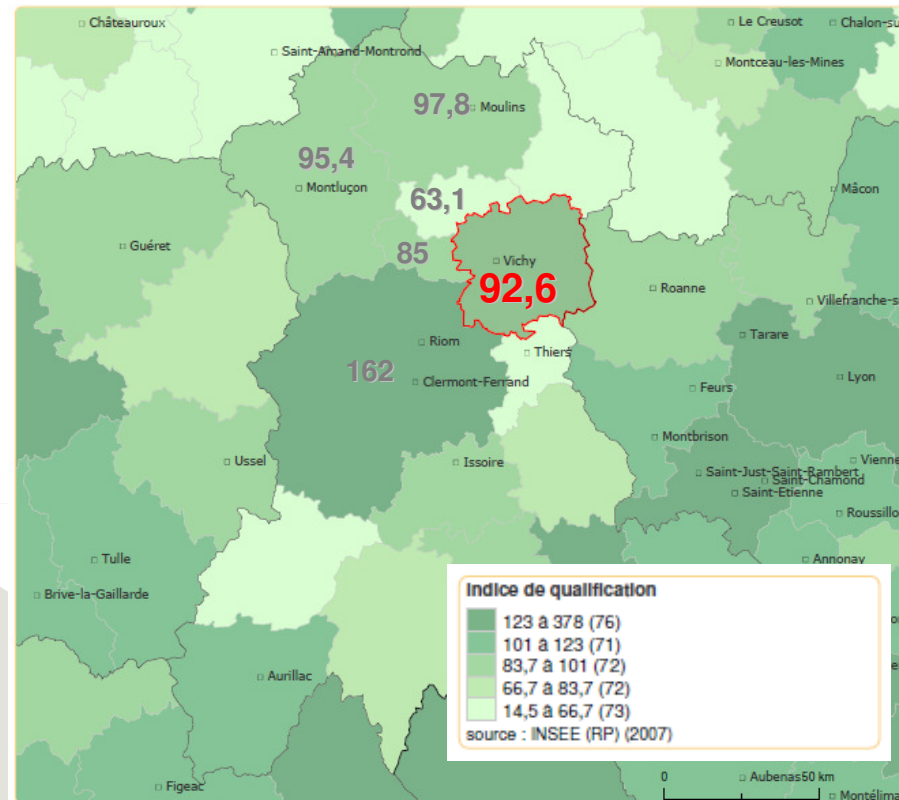 Châteauroux
Le Creusot
Chalon-su
Saint-Amand-Montrond
Montceau-les-Mines
97,8
Moulins
95,4
Montluçon
63,1
Mâcon
Guéret
85
Vichy
92,6
Roanne
Villefranche-s
Riom
Tarare
Thiers
162
Clermont-Ferrand
Lyon
Feurs
Montbrison
Ussel
Issoire
Vienne
Saint-Just-Saint-Rambert
Saint-Chamond
Saint-Etienne
Roussillo
Tulle
Annonay
Brive-la-Gaillarde
Indice de qualification
123 à 378 (76)
101 à 123 (71)
83,7 à 101 (72)
66,7 à 83,7 (72)
14,5 à 66,7 (73)
source : INSEE (RP) (2007)
Aurillac
Figeac
0
Aubenas
50 km
Montélima